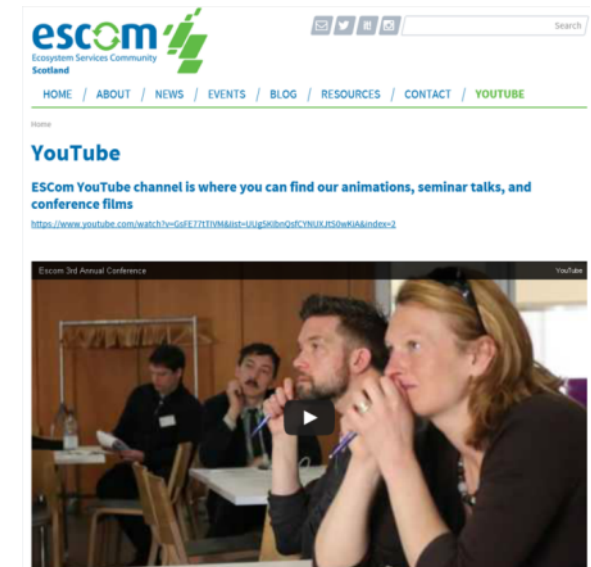 escom
Ecosystem Services Community
Scotland
Search
HOME / ABOUT / NEWS / EVENTS / BLOG / RESOURCES / CONTACT / YOUTUBE
Home
YouTube
ESCom YouTube channel is where you can find our animations, seminar talks, and
conference films
https://www.youtube.com/watch?v=GsFE77tTlVM&list=UUgSKlbnQsfCYNUXJtS0wKiA&index=2
Escom 3rd Annual Conference
YouTube